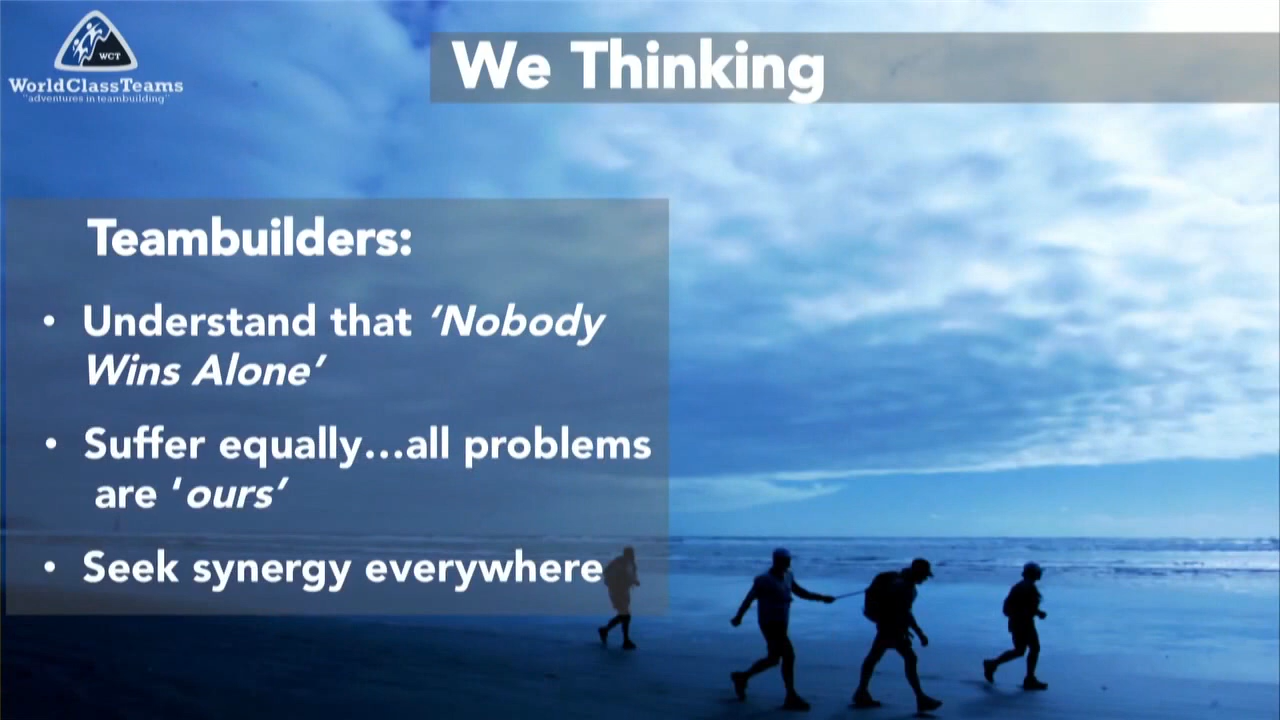 WCT
WorldClassTeams
"adventures in teambuilding"
We Thinking
Teambuilders:
• Understand that ‘Nobody
Wins Alone’
• Suffer equally...all problems
are ‘ours’
• Seek synergy everywhere